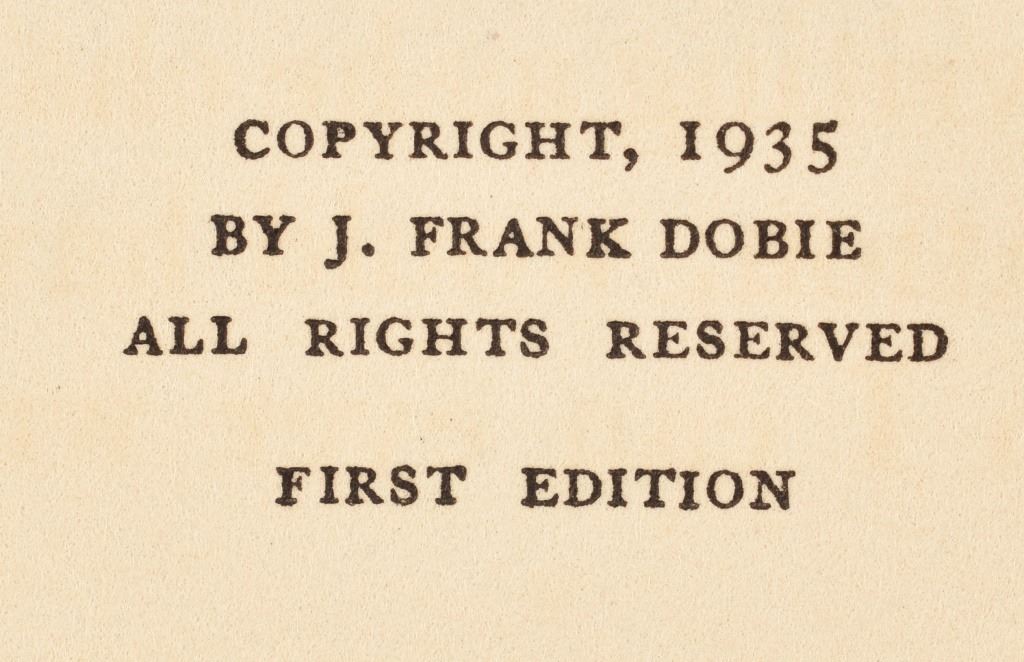 COPYRIGHT, 1935
BY J. FRANK DOBIE
ALL RIGHTS RESERVED
FIRST EDITION